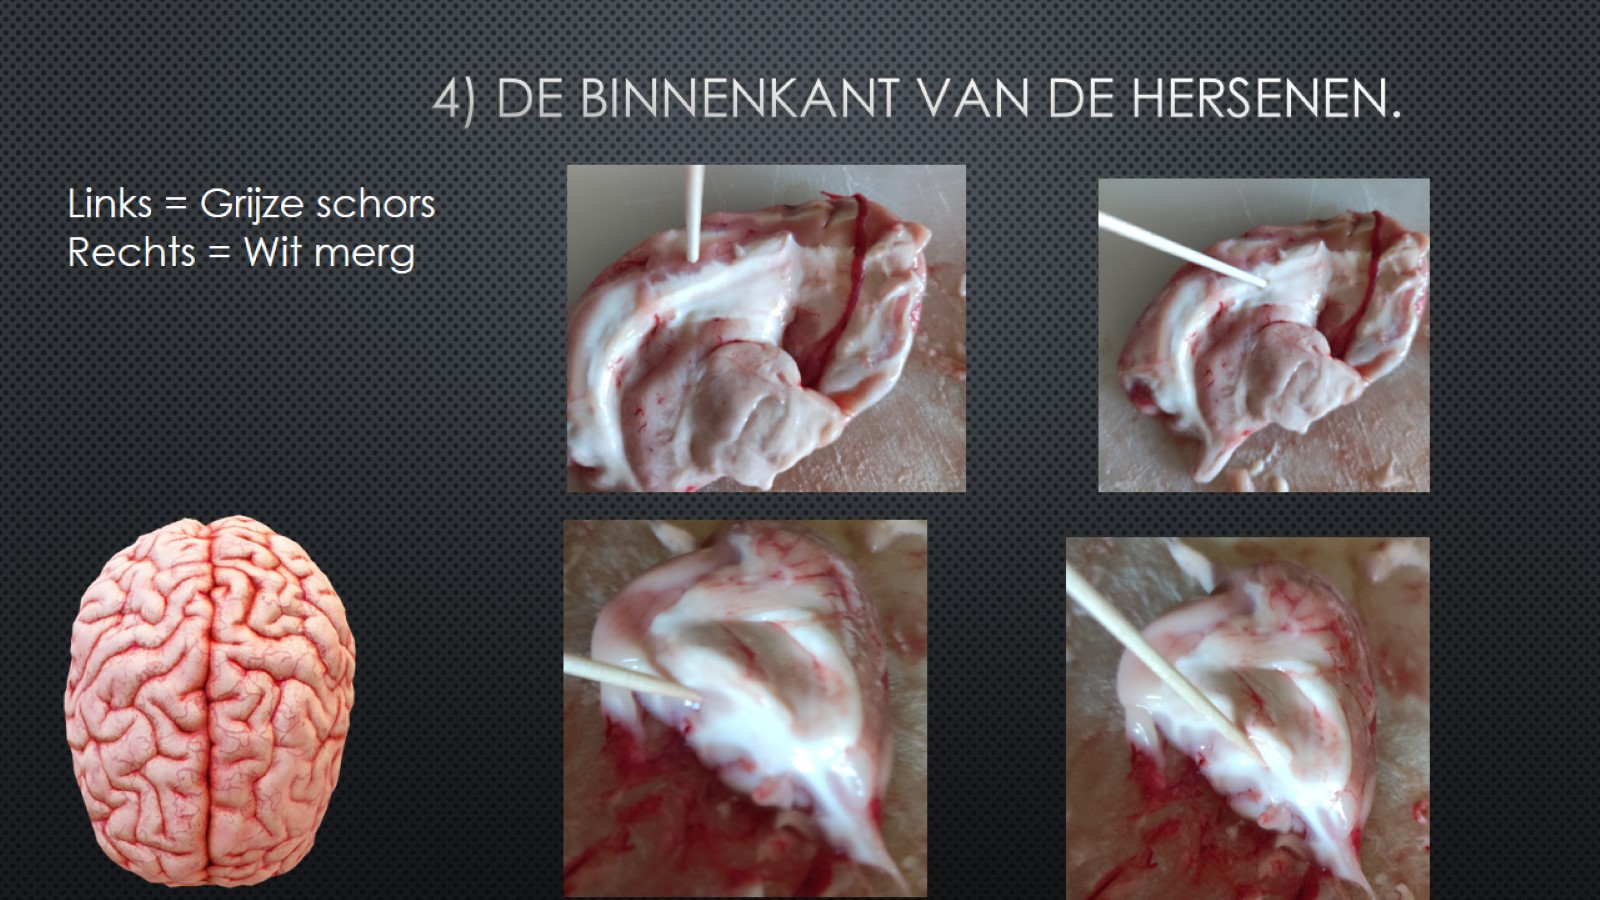 4) DE BINNENKANT VAN DE HERSENEN.
Links = Grijze schors
Rechts = Wit merg